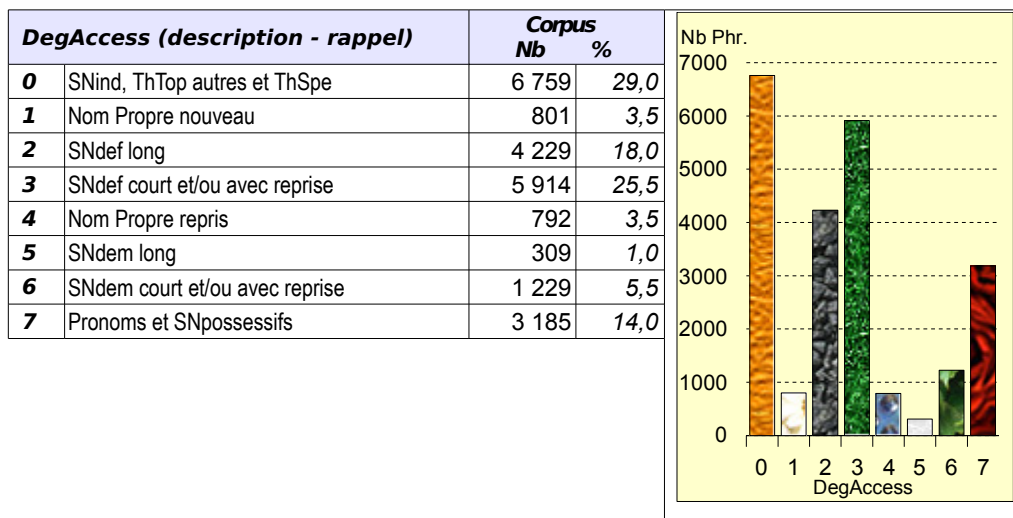 DegAccess (description - rappel) Corpus
Nb %
0 SNind, ThTop autres et ThSpe 6 759 29,0
1 Nom Propre nouveau 801 3,5
2 SNdef long 4 229 18,0
3 SNdef court et/ou avec reprise 5 914 25,5
4 Nom Propre repris 792 3,5
5 SNdem long 309 1,0
6 SNdem court et/ou avec reprise 1 229 5,5
7 Pronoms et SNpossessifs 3 185 14,0
Nb Phr.
7000
6000
5000
4000
3000
2000
1000
0
0 1 2 3 4 5 6 7
DegAccess